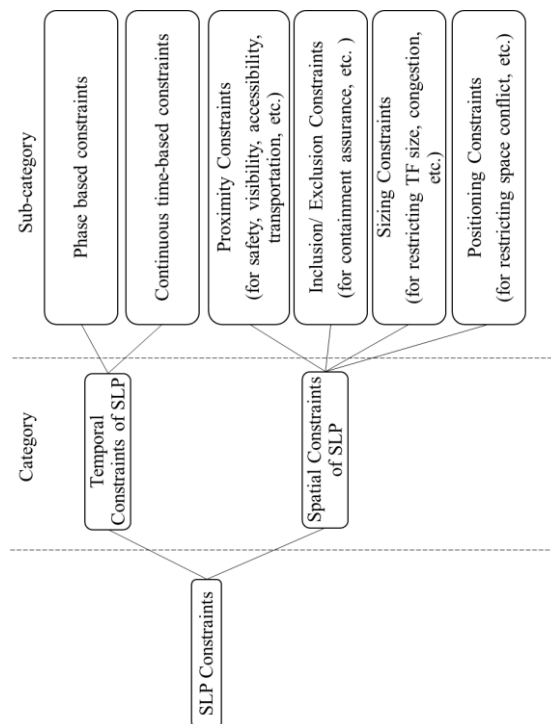 Category
Sub-category
SLP Constraints
Temporal
Constraints of SLP
Spatial Constraints
of SLP
Phase based constraints
Continuous time-based constraints
Proximity Constraints
(for safety, visibility, accessibility,
transportation, etc.)
Inclusion/ Exclusion Constraints
(for containment assurance, etc. )
Sizing Constraints
(for restricting TF size, congestion,
etc.)
Positioning Constraints
(for restricting space conflict, etc.)